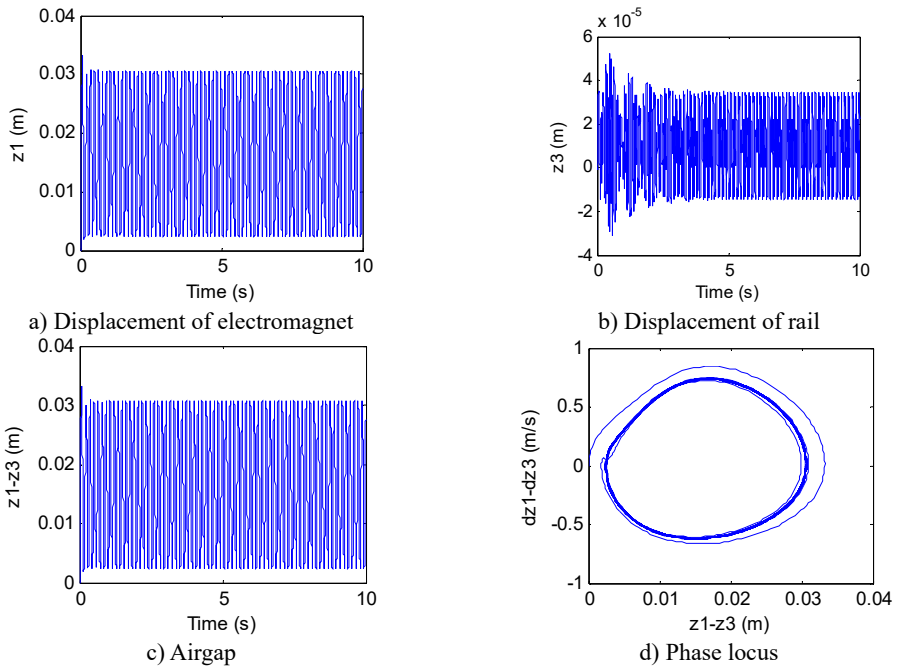 0.04
0.03
0.02
0.01
0
z1 (m)
0
5
10
Time (s)
a) Displacement of electromagnet
x 10-5
6
4
2
0
-2
-4
z3 (m)
0
5
10
Time (s)
b) Displacement of rail
0.04
0.03
0.02
0.01
0
z1-z3 (m)
0
5
10
Time (s)
c) Airgap
1
0.5
0
-0.5
-1
dz1-dz3 (m/s)
0
0.01
0.02
0.03
0.04
z1-z3 (m)
d) Phase locus